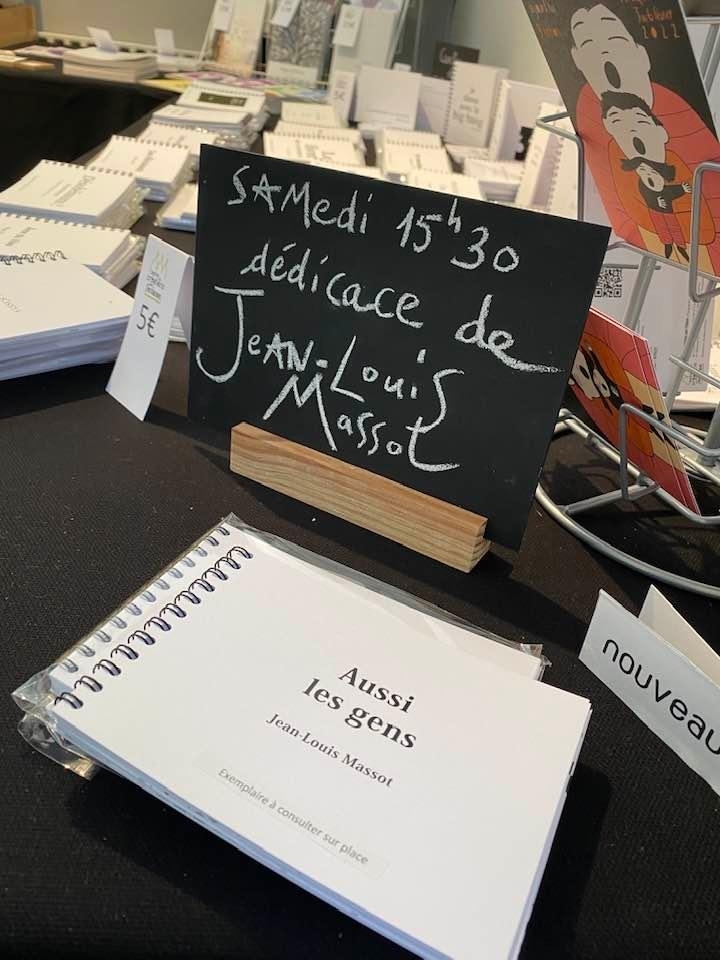 SAMedi 15h30
dédicace de
JeAN-Louis
Massot
5€
2022
Aussi
les gens
Jean-Louis Massot
Exemplaire à consulter sur place
nouveau